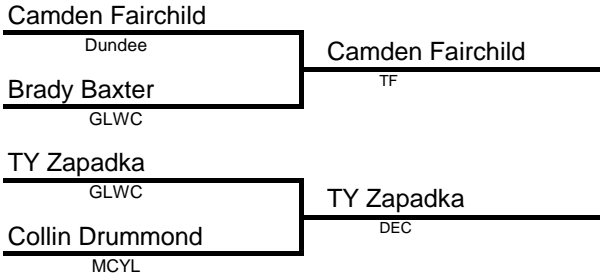 Camden Fairchild
Dundee
Camden Fairchild
TF
Brady Baxter
GLWC
TY Zapadka
GLWC
TY Zapadka
DEC
Collin Drummond
MCYL